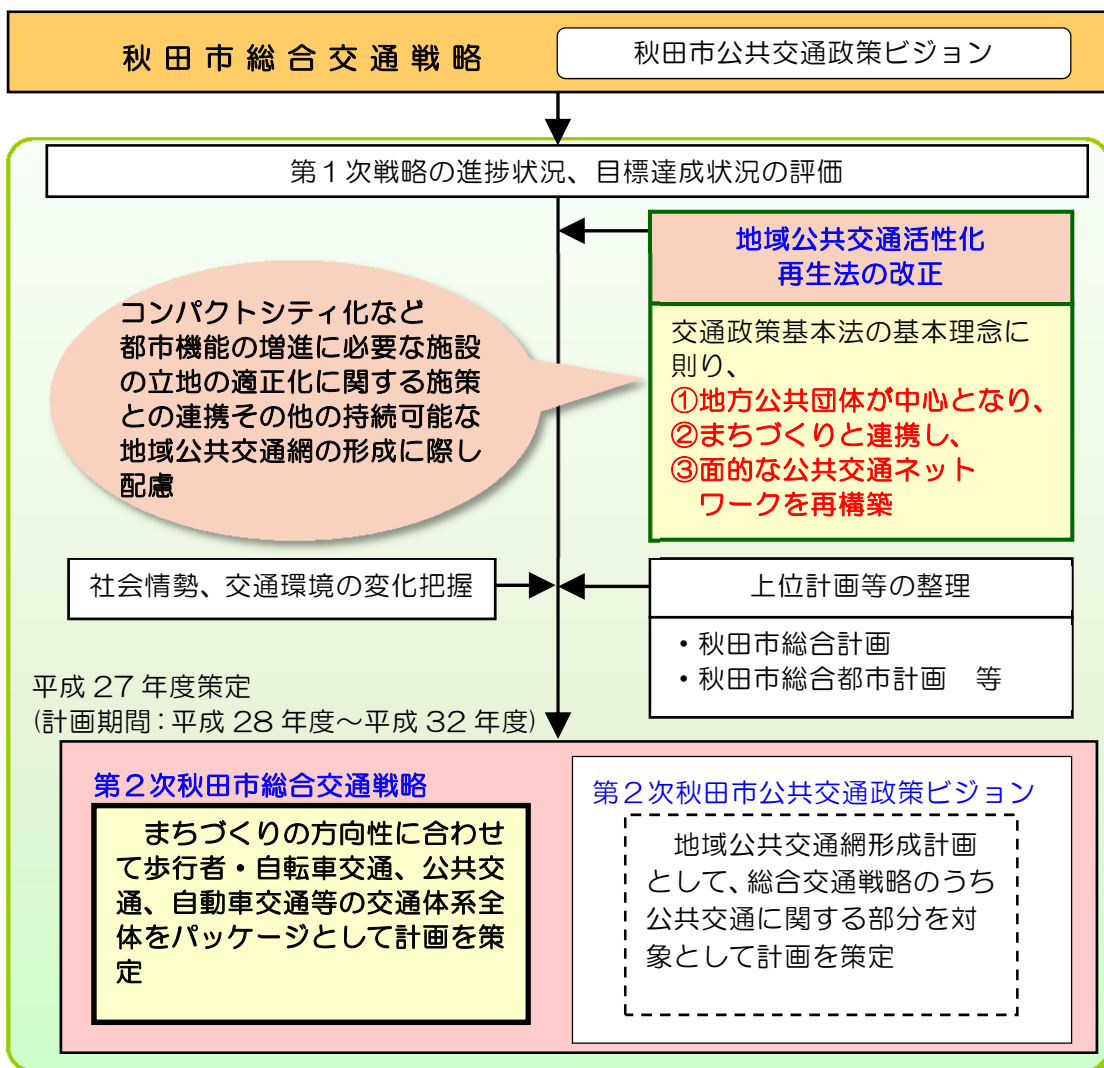 秋田市総合交通戦略
秋田市公共交通政策ビジョン
第１次戦略の進捗状況、目標達成状況の評価
地域公共交通活性化
再生法の改正
交通政策基本法の基本理念に
則り、
①地方公共団体が中心となり、
②まちづくりと連携し、
③面的な公共交通ネット
ワークを再構築
コンパクトシティ化など
都市機能の増進に必要な施設
の立地の適正化に関する施策
との連携その他の持続可能な
地域公共交通網の形成に際し
配慮
社会情勢、交通環境の変化把握
上位計画等の整理
・秋田市総合計画
・秋田市総合都市計画　等
平成 27 年度策定
(計画期間：平成 28 年度～平成 32 年度)
第２次秋田市総合交通戦略
まちづくりの方向性に合わせ
て歩行者・自転車交通、公共交
通、自動車交通等の交通体系全
体をパッケージとして計画を策
定
第２次秋田市公共交通政策ビジョン
地域公共交通網形成計画
として、総合交通戦略のうち
公共交通に関する部分を対
象として計画を策定